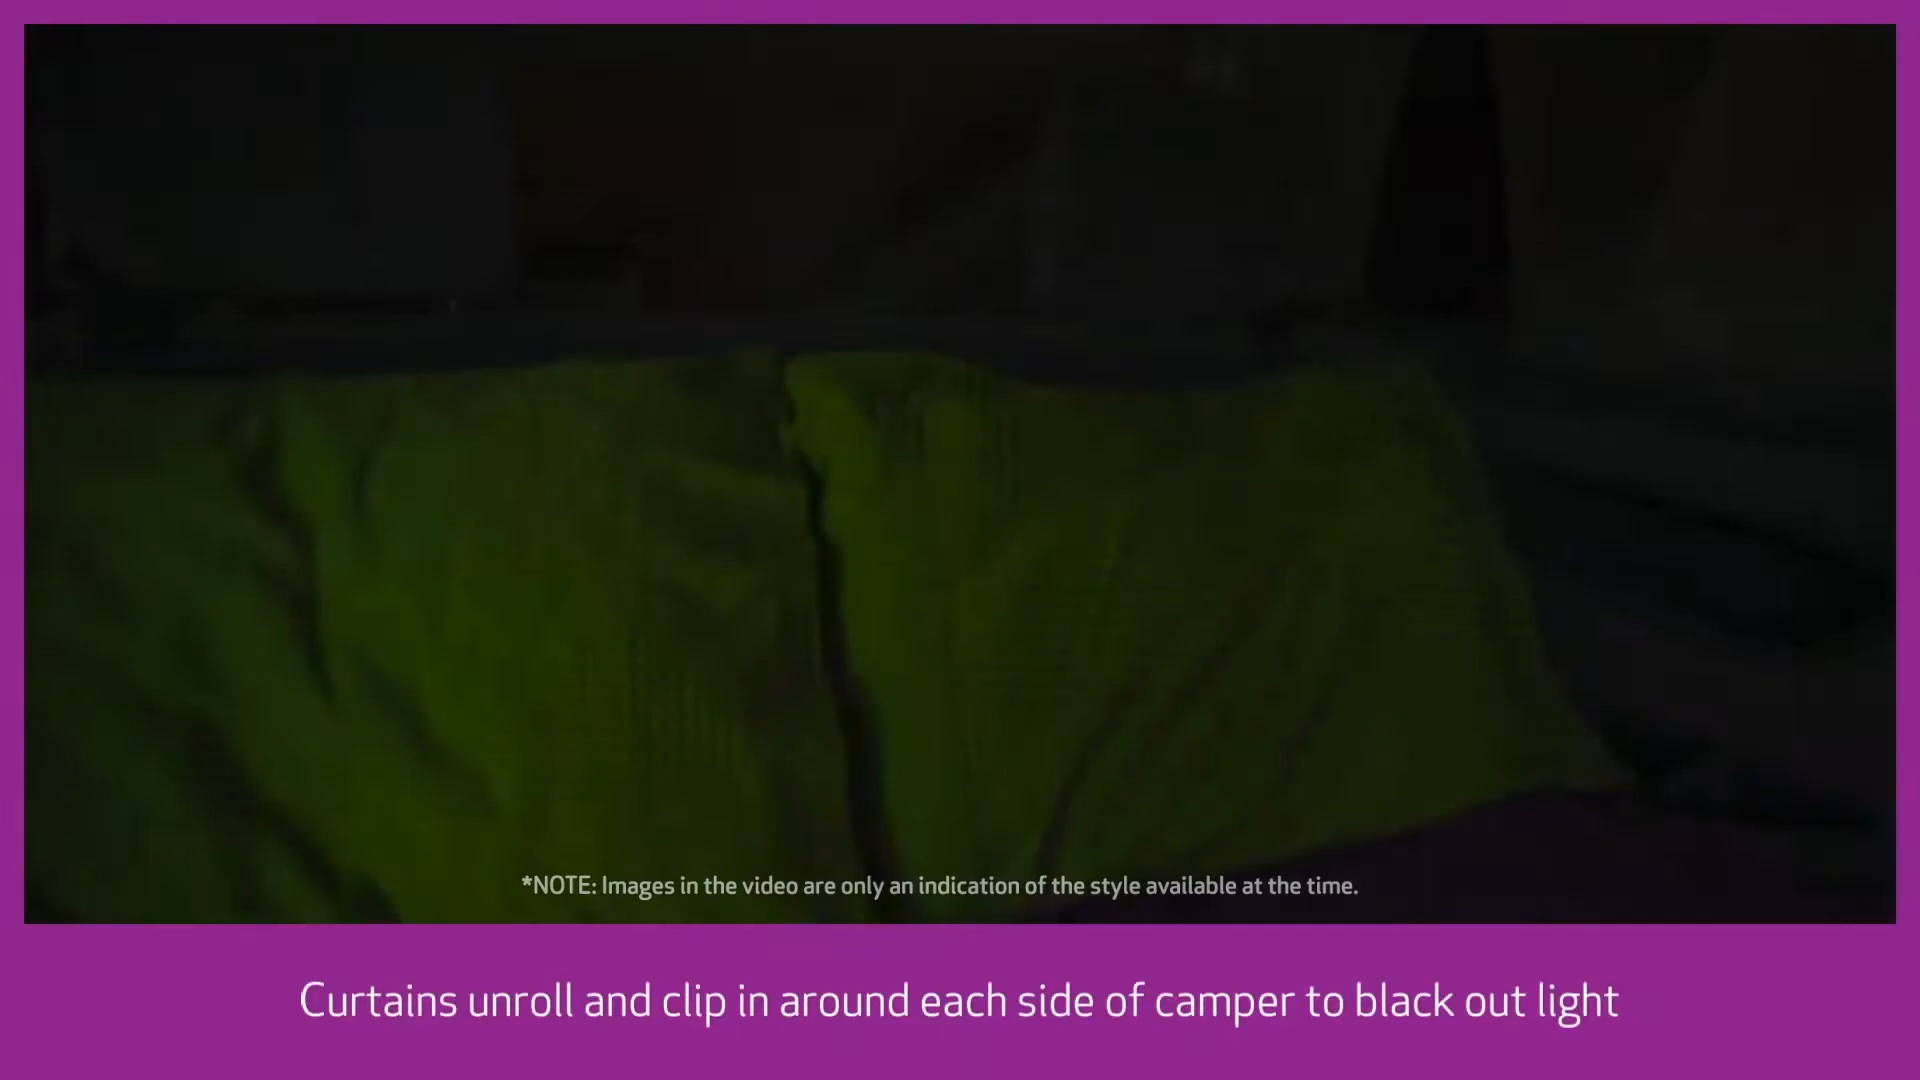 *NOTE: Images in the video are only an indication of the style available at the time.
Curtains unroll and clip in around each side of camper to black out light